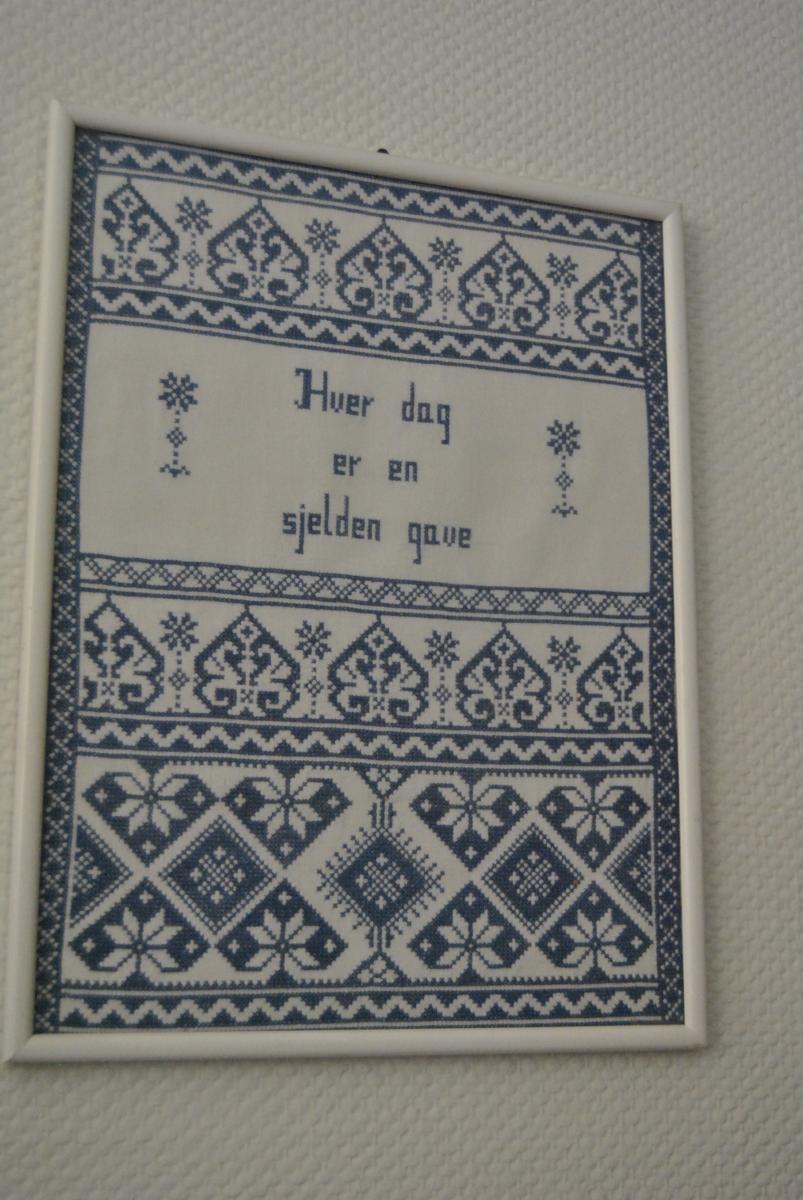 Hver dag
er en
sjelden gave